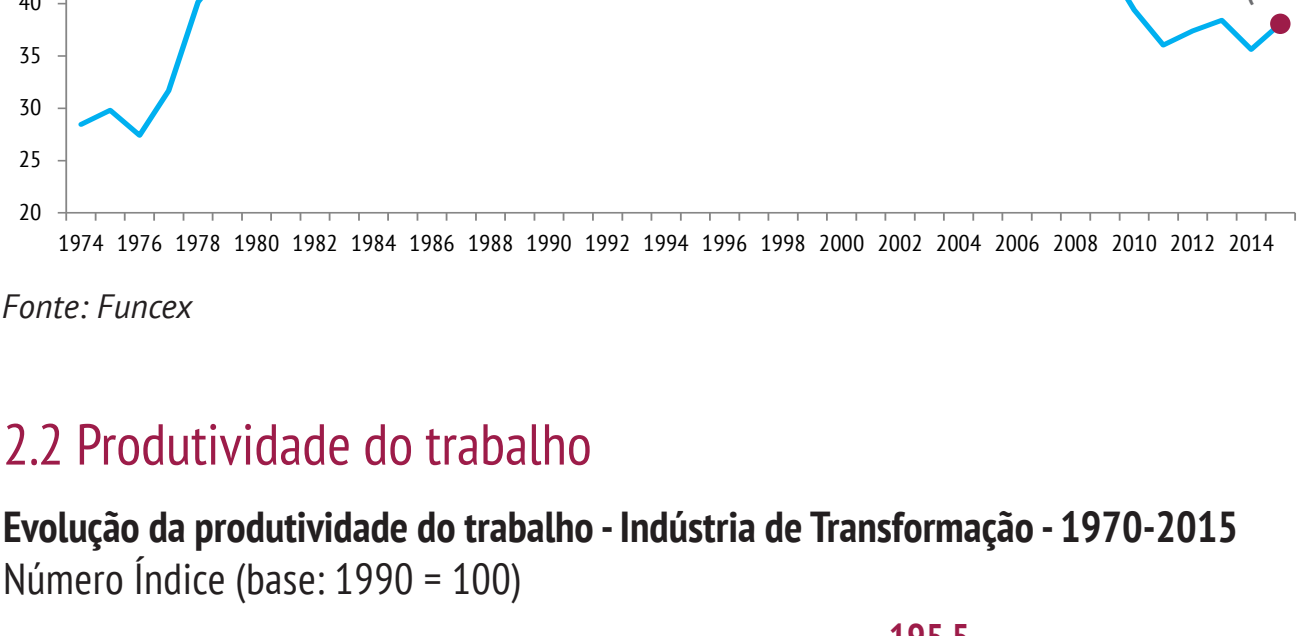 40
35
30
25
20
1974 1976 1978 1980 1982 1984 1986 1988 1990 1992 1994 1996 1998 2000 2002 2004 2006 2008 2010 2012 2014
Fonte: Funcex
2.2 Produtividade do trabalho
Evolução da produtividade do trabalho - Indústria de Transformação - 1970-2015
Número Índice (base: 1990 = 100)
195,5